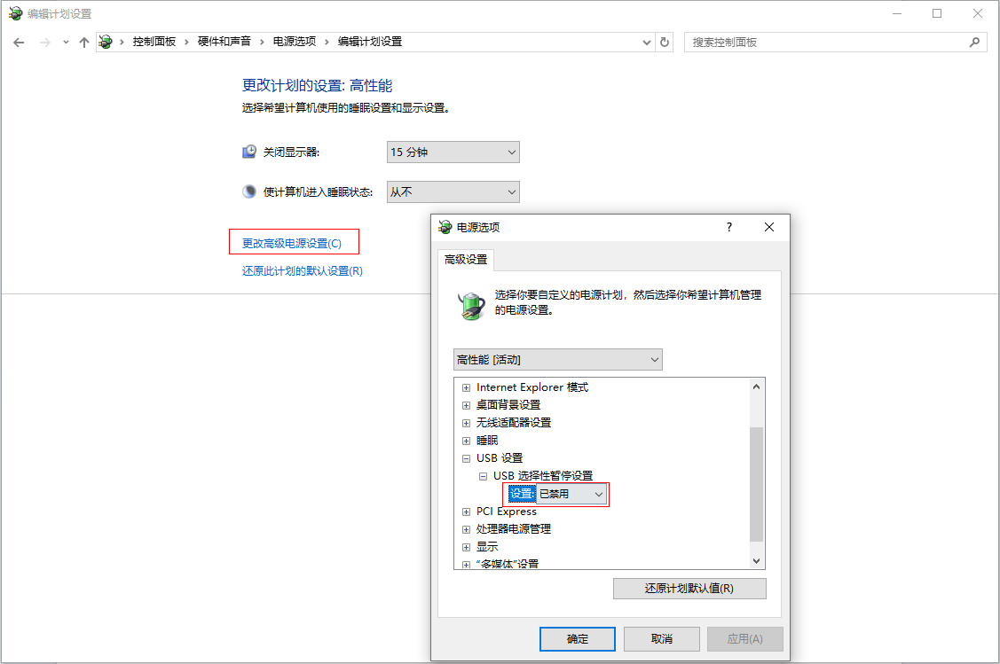 编辑计划设置
控制面板 › 硬件和声音 › 电源选项 › 编辑计划设置
搜索控制面板
更改计划的设置: 高性能
选择希望计算机使用的睡眠设置和显示设置。
关闭显示器: 15 分钟
使计算机进入睡眠状态: 从不
更改高级电源设置(C)
还原此计划的默认设置(R)
电源选项 ?
高级设置
选择你要自定义的电源计划，然后选择你希望计算机管理
的电源设置。
高性能 [活动]
Internet Explorer 模式
桌面背景设置
无线适配器设置
睡眠
USB 设置
USB 选择性暂停设置
设置: 已禁用
PCI Express
处理器电源管理
显示
“多媒体”设置
还原计划默认值(R)
确定 取消 应用(A)